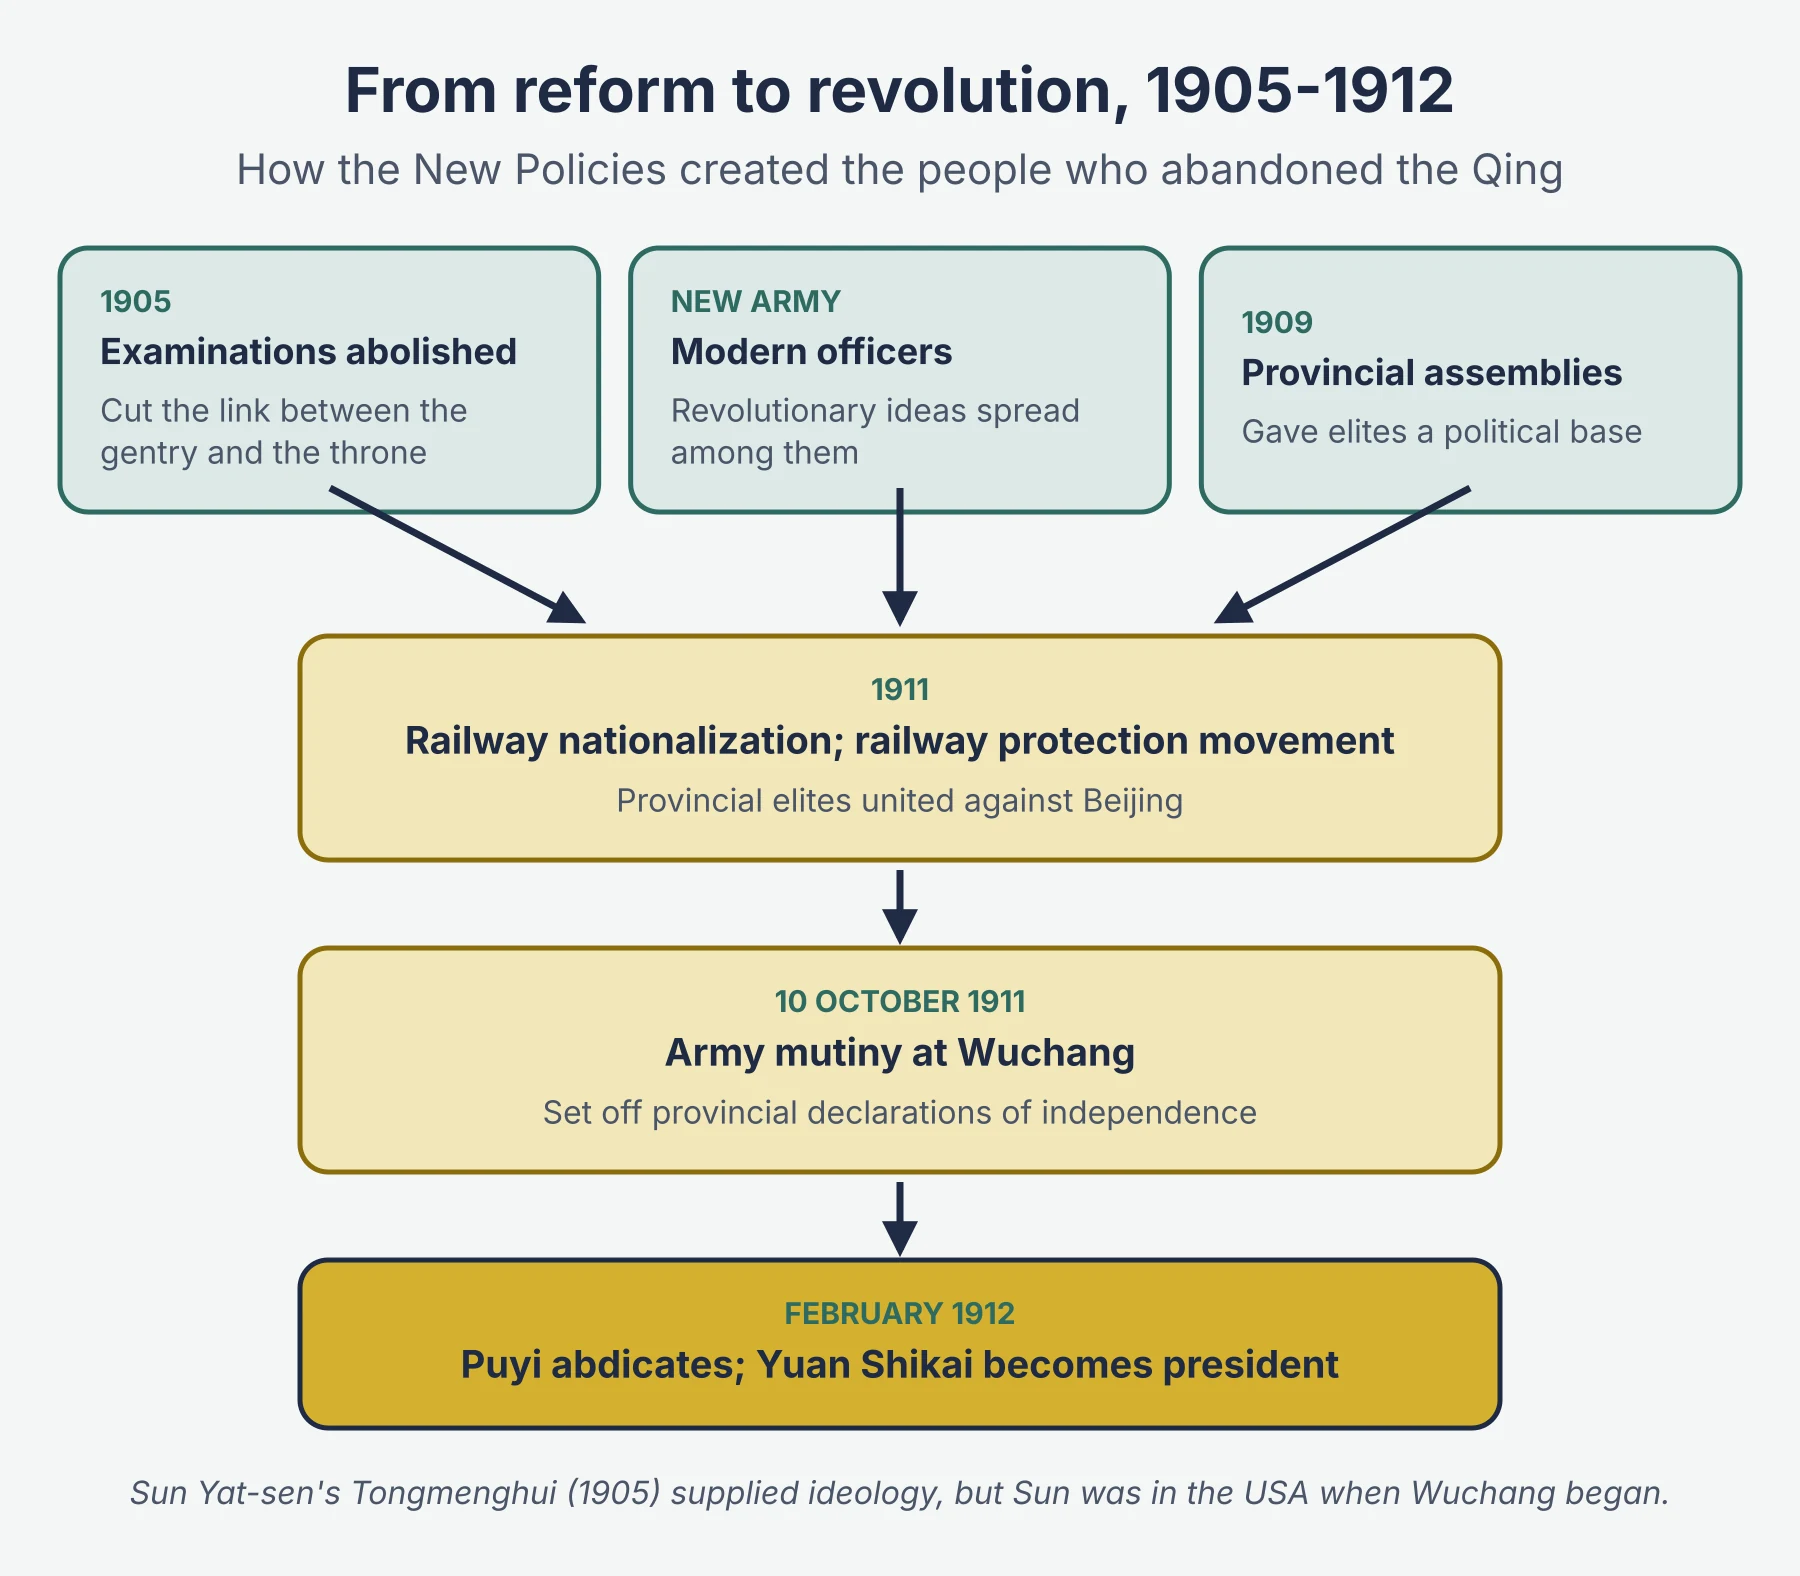 From reform to revolution, 1905-1912
How the New Policies created the people who abandoned the Qing
1905
Examinations abolished
Cut the link between the
gentry and the throne
NEW ARMY
Modern officers
Revolutionary ideas spread
among them
1909
Provincial assemblies
Gave elites a political base
1911
Railway nationalization; railway protection movement
Provincial elites united against Beijing
10 OCTOBER 1911
Army mutiny at Wuchang
Set off provincial declarations of independence
FEBRUARY 1912
Puyi abdicates; Yuan Shikai becomes president
Sun Yat-sen's Tongmenghui (1905) supplied ideology, but Sun was in the USA when Wuchang began.